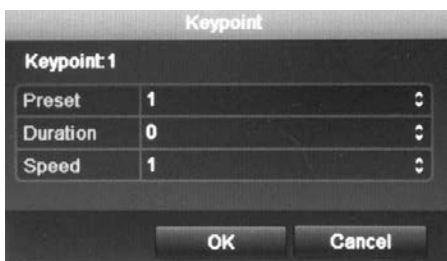 Keypoint
Keypoint:1
Preset 1
Duration 0
Speed 1
OK Cancel